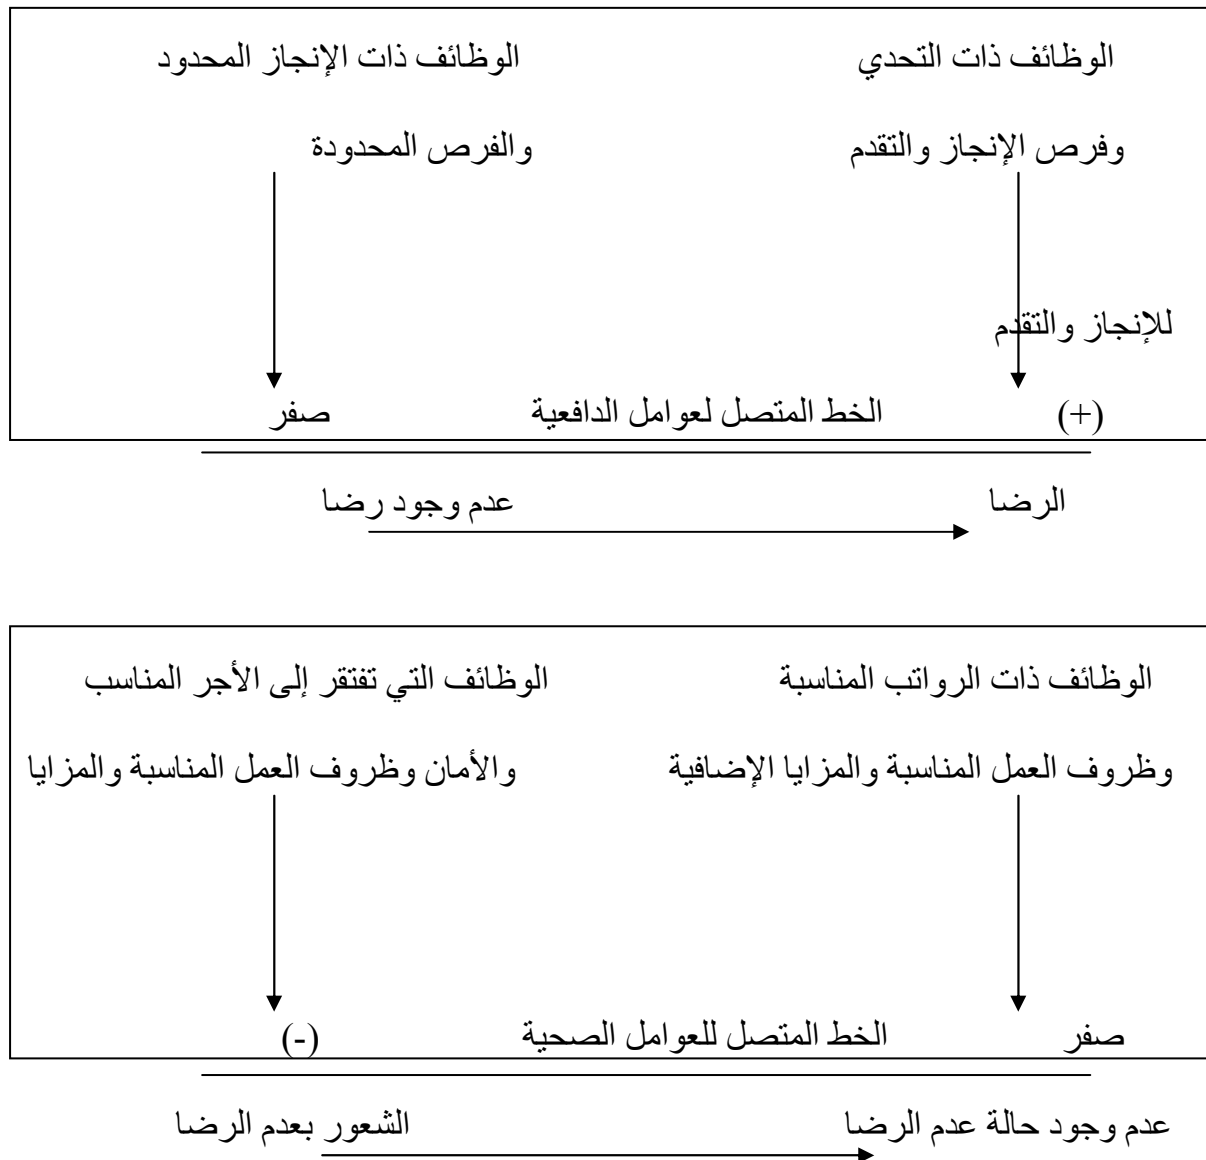 الوظائف ذات التحدي الوظائف ذات الإنجاز المحدود
وفرص الإنجاز والتقدم والفرص المحدودة
للإنجاز والتقدم
(+) الخط المتصل لعوامل الدافعية صفر
الرضا عدم وجود رضا
الوظائف ذات الرواتب المناسبة الوظائف التي تفتقر إلى الأجر المناسب
وظروف العمل المناسبة والمزايا الإضافية والأمان وظروف العمل المناسبة والمزايا
صفر الخط المتصل للعوامل الصحية (-)
عدم وجود حالة عدم الرضا الشعور بعدم الرضا